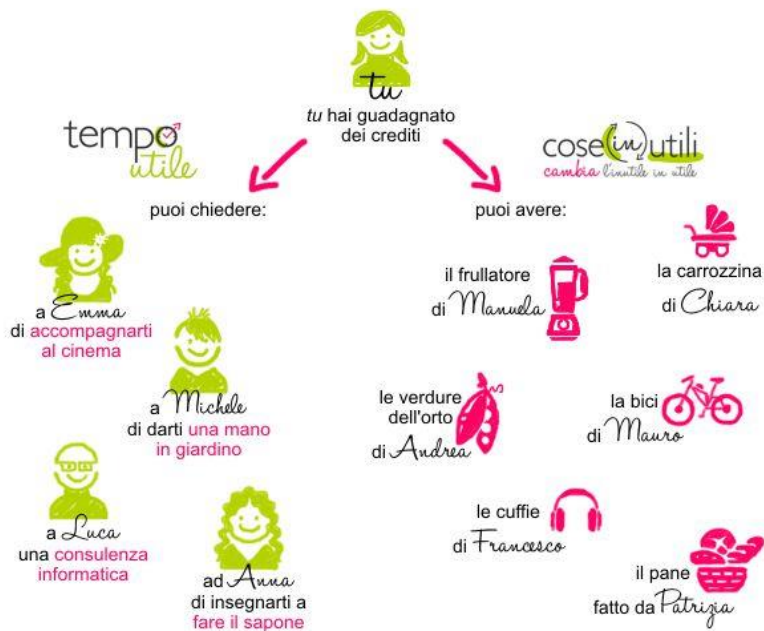 tu
tu hai guadagnato
dei crediti
tempo
utile
puoi chiedere:
a Emma
di accompagnarti
al cinema
a Michele
di darti una mano
in giardino
a Luca
una consulenza
informatica
ad Anna
di insegnarti a
fare il sapone
cose(in)utili
cambia l'inutile in utile
puoi avere:
il frullatore
di Manuela
la carrozzina
di Chiara
le verdure
dell'orto
di Andrea
la bici
di Mauro
le cuffie
di Francesco
il pane
fatto da Patrizia